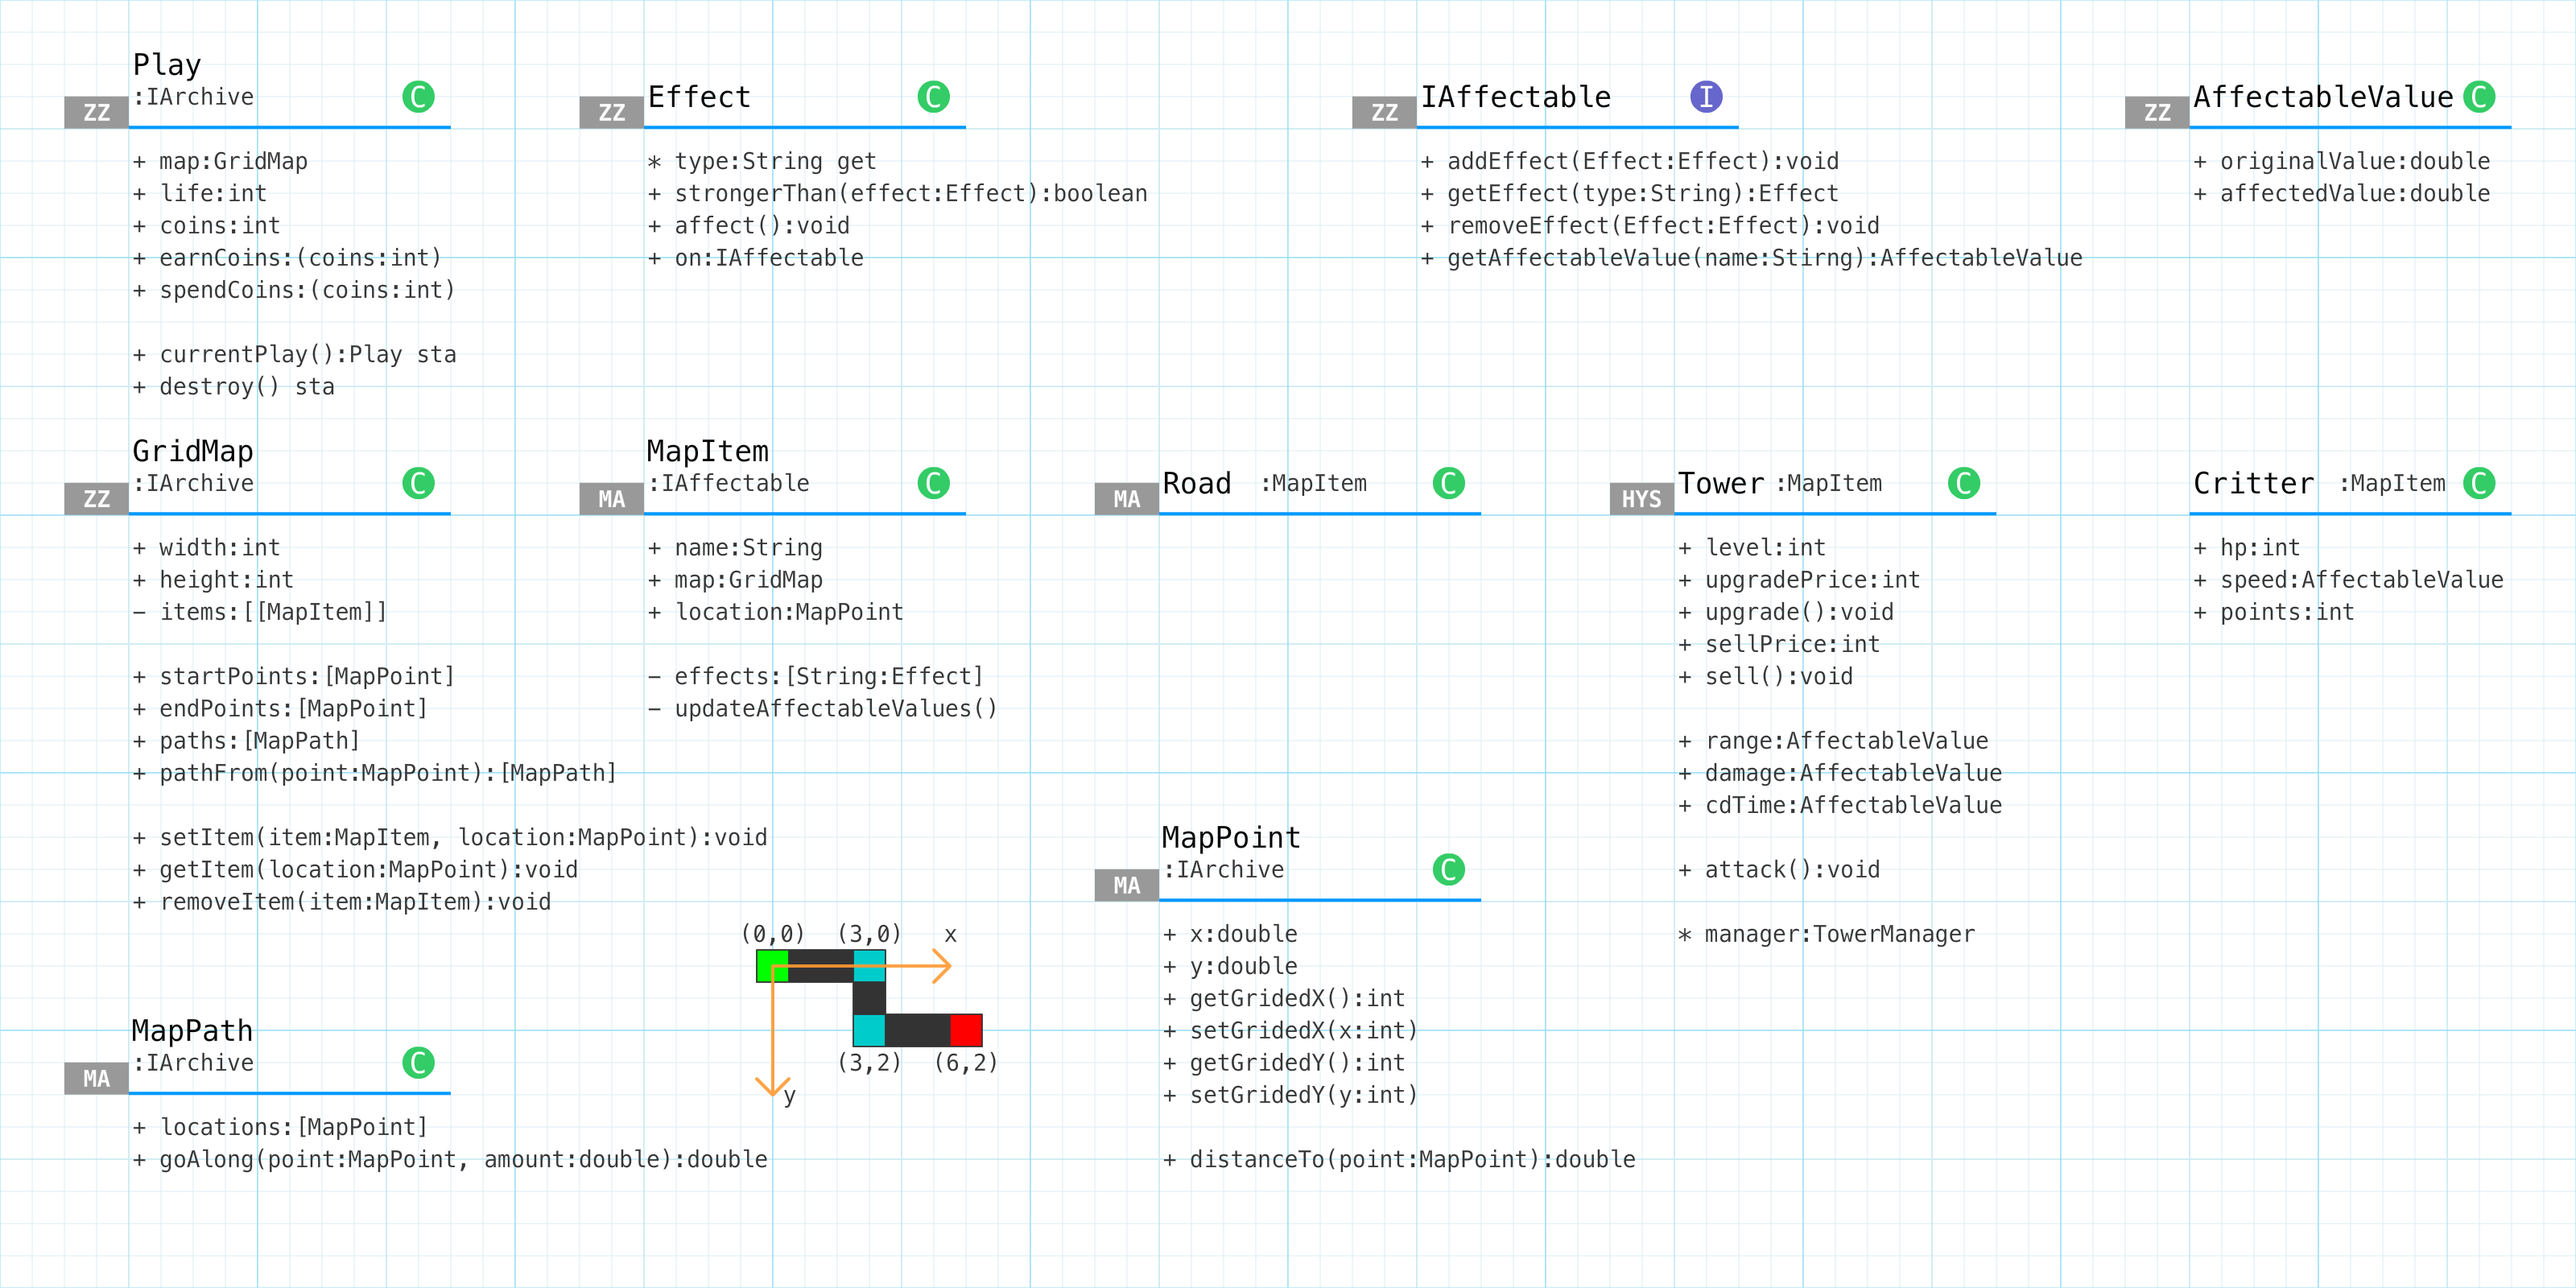 Play
:IArchive
C
ZZ
+ map:GridMap
+ life:int
+ coins:int
+ earnCoins:(coins:int)
+ spendCoins:(coins:int)
+ currentPlay():Play sta
+ destroy() sta
ZZ
Effect
C
* type:String get
+ strongerThan(effect:Effect):boolean
+ affect():void
+ on:IAffectable
ZZ
IAffectable
I
+ addEffect(Effect:Effect):void
+ getEffect(type:String):Effect
+ removeEffect(Effect:Effect):void
+ getAffectableValue(name:Stirng):AffectableValue
ZZ
AffectableValue
C
+ originalValue:double
+ affectedValue:double
GridMap
:IArchive
C
ZZ
+ width:int
+ height:int
− items:[[MapItem]]
+ startPoints:[MapPoint]
+ endPoints:[MapPoint]
+ paths:[MapPath]
+ pathFrom(point:MapPoint):[MapPath]
+ setItem(item:MapItem, location:MapPoint):void
+ getItem(location:MapPoint):void
+ removeItem(item:MapItem):void
MapItem
:IAffectable
C
MA
+ name:String
+ map:GridMap
+ location:MapPoint
− effects:[String:Effect]
− updateAffectableValues()
MA
Road :MapItem
C
HYS
Tower :MapItem
C
+ level:int
+ upgradePrice:int
+ upgrade():void
+ sellPrice:int
+ sell():void
+ range:AffectableValue
+ damage:AffectableValue
+ cdTime:AffectableValue
+ attack():void
* manager:TowerManager
Critter :MapItem
C
+ hp:int
+ speed:AffectableValue
+ points:int
MapPath
:IArchive
C
MA
+ locations:[MapPoint]
+ goAlong(point:MapPoint, amount:double):double
(0,0) (3,0) x
(3,2) (6,2)
y
MapPoint
:IArchive
C
MA
+ x:double
+ y:double
+ getGridedX():int
+ setGridedX(x:int)
+ getGridedY():int
+ setGridedY(y:int)
+ distanceTo(point:MapPoint):double